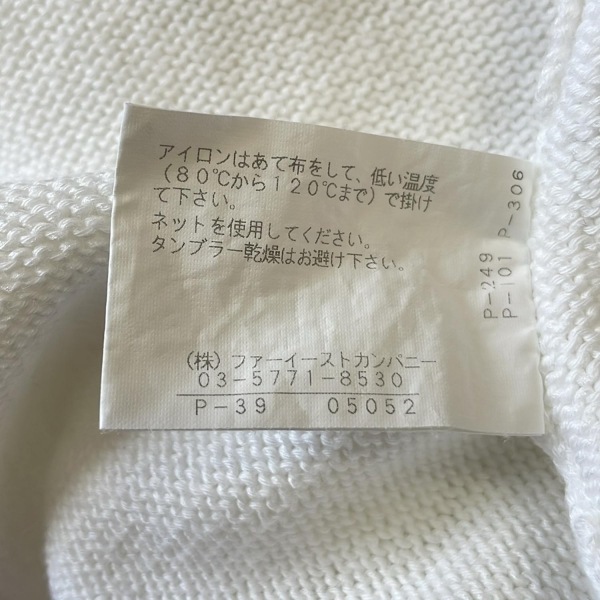 アイロンはあて布をして、低い温度
（８０℃から１２０℃まで）で掛け
て下さい。
ネットを使用してください。
タンブラー乾燥はお避け下さい。
（株）ファーイーストカンパニー
０３－５７７１－８５３０
Ｐ－３９　　０５０５２
P-249
P-101 P-306